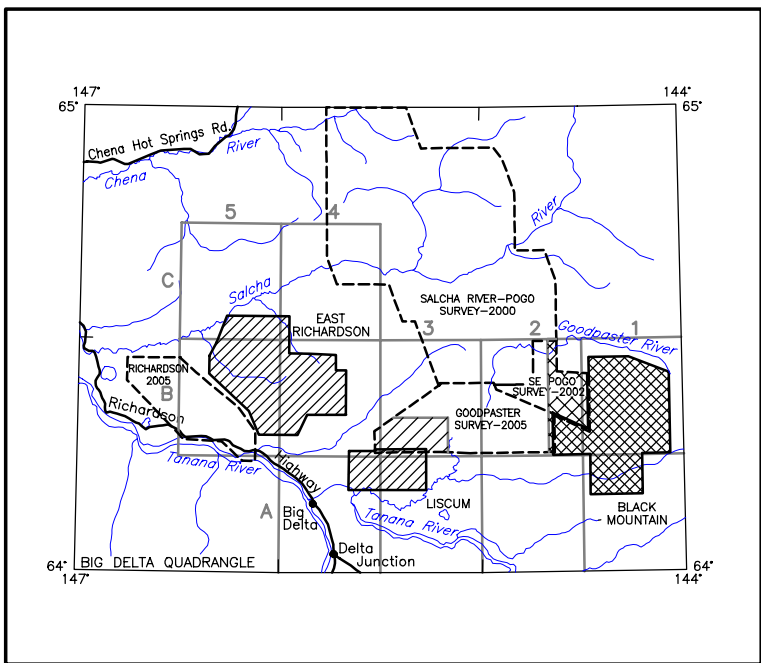 147°
144°
65°
65°
Chena Hot Springs Rd.
River
Chena
River
5
4
C
Salcha
SALCHA RIVER-POGO
SURVEY-2000
EAST
RICHARDSON
3
2
1
Goodpaster River
RICHARDSON
2005
B
SE POGO
SURVEY-2002
Richardson
GOODPASTER
SURVEY-2005
Tanana River
Highway
A
Big
Delta
LISCUM
Tanana River
BLACK
MOUNTAIN
Delta
Junction
BIG DELTA QUADRANGLE
64°
64°
147°
144°